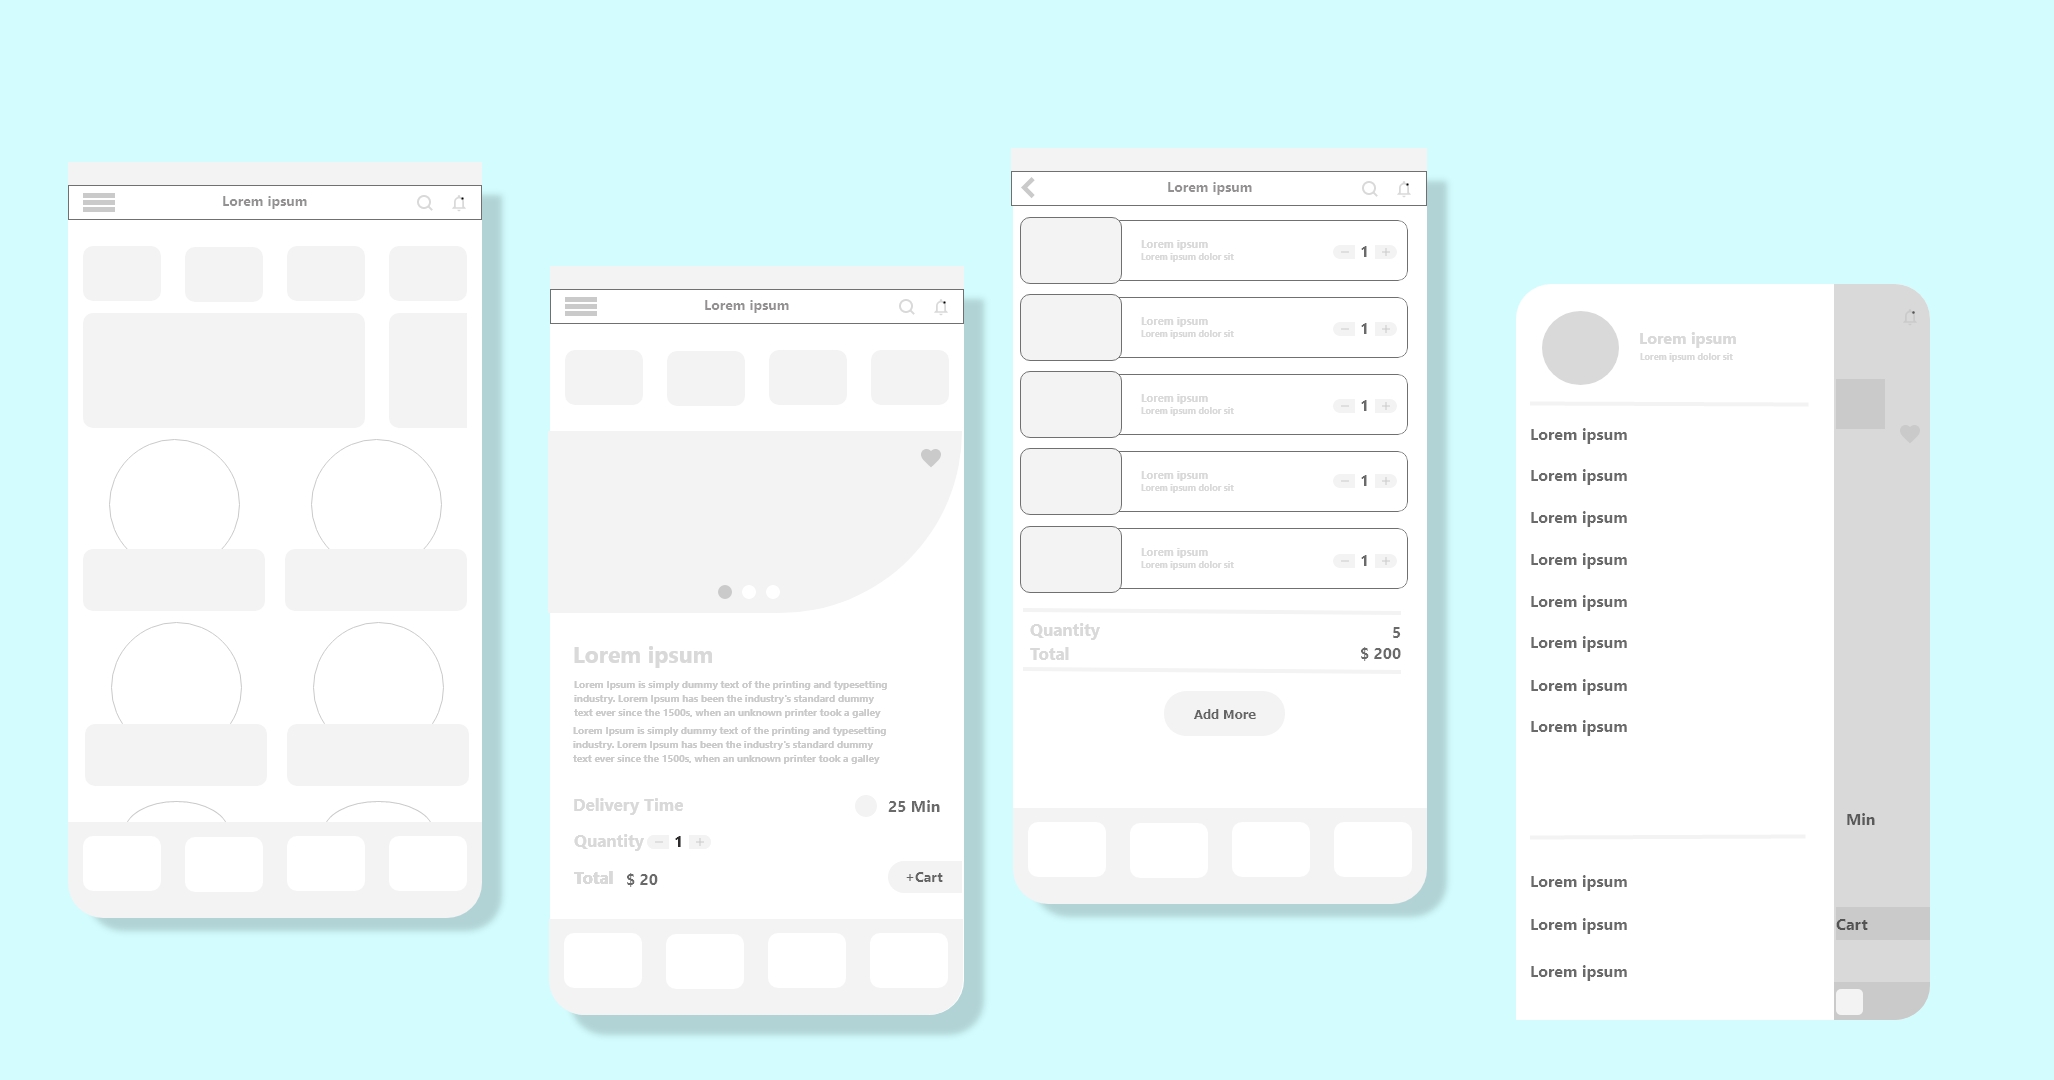 Lorem ipsum
Lorem ipsum
Lorem ipsum
Lorem Ipsum is simply dummy text of the printing and typesetting
industry. Lorem Ipsum has been the industry's standard dummy
text ever since the 1500s, when an unknown printer took a galley
Lorem Ipsum is simply dummy text of the printing and typesetting
industry. Lorem Ipsum has been the industry's standard dummy
text ever since the 1500s, when an unknown printer took a galley
Delivery Time 25 Min
Quantity − 1 +
Total $ 20
+Cart
Lorem ipsum
Lorem ipsum
Lorem ipsum dolor sit
− 1 +
Lorem ipsum
Lorem ipsum dolor sit
− 1 +
Lorem ipsum
Lorem ipsum dolor sit
− 1 +
Lorem ipsum
Lorem ipsum dolor sit
− 1 +
Lorem ipsum
Lorem ipsum dolor sit
− 1 +
Quantity 5
Total $ 200
Add More
Lorem ipsum
Lorem ipsum dolor sit
Lorem ipsum
Lorem ipsum
Lorem ipsum
Lorem ipsum
Lorem ipsum
Lorem ipsum
Lorem ipsum
Lorem ipsum
Min
Lorem ipsum
Lorem ipsum
Cart
Lorem ipsum